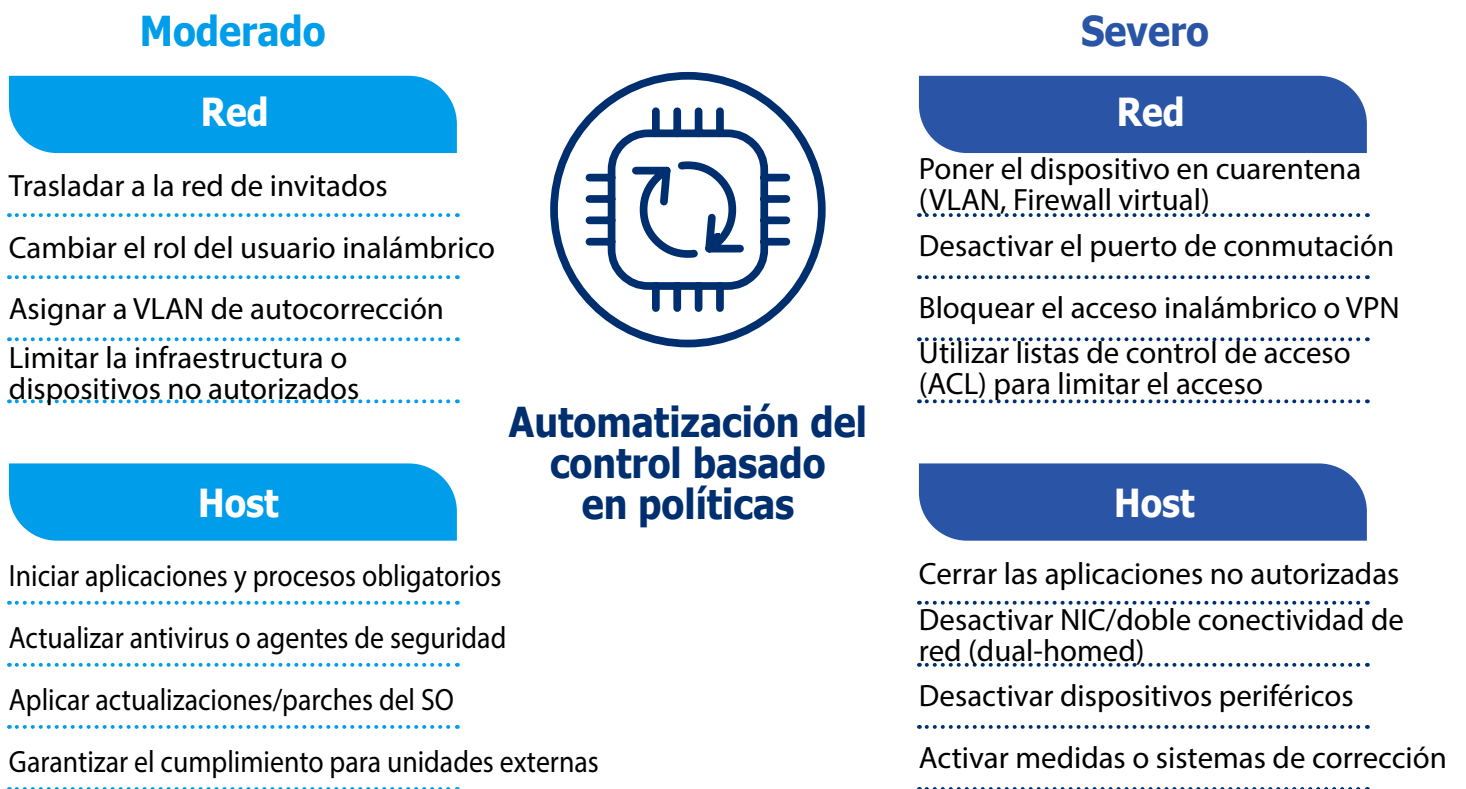 Moderado
Red
Trasladar a la red de invitados
Cambiar el rol del usuario inalámbrico
Asignar a VLAN de autocorrección
Limitar la infraestructura o
dispositivos no autorizados
Host
Iniciar aplicaciones y procesos obligatorios
Actualizar antivirus o agentes de seguridad
Aplicar actualizaciones/parches del SO
Garantizar el cumplimiento para unidades externas
Automatización del
control basado
en políticas
Severo
Red
Poner el dispositivo en cuarentena
(VLAN, Firewall virtual)
Desactivar el puerto de conmutación
Bloquear el acceso inalámbrico o VPN
Utilizar listas de control de acceso
(ACL) para limitar el acceso
Host
Cerrar las aplicaciones no autorizadas
Desactivar NIC/doble conectividad de
red (dual-homed)
Desactivar dispositivos periféricos
Activar medidas o sistemas de corrección